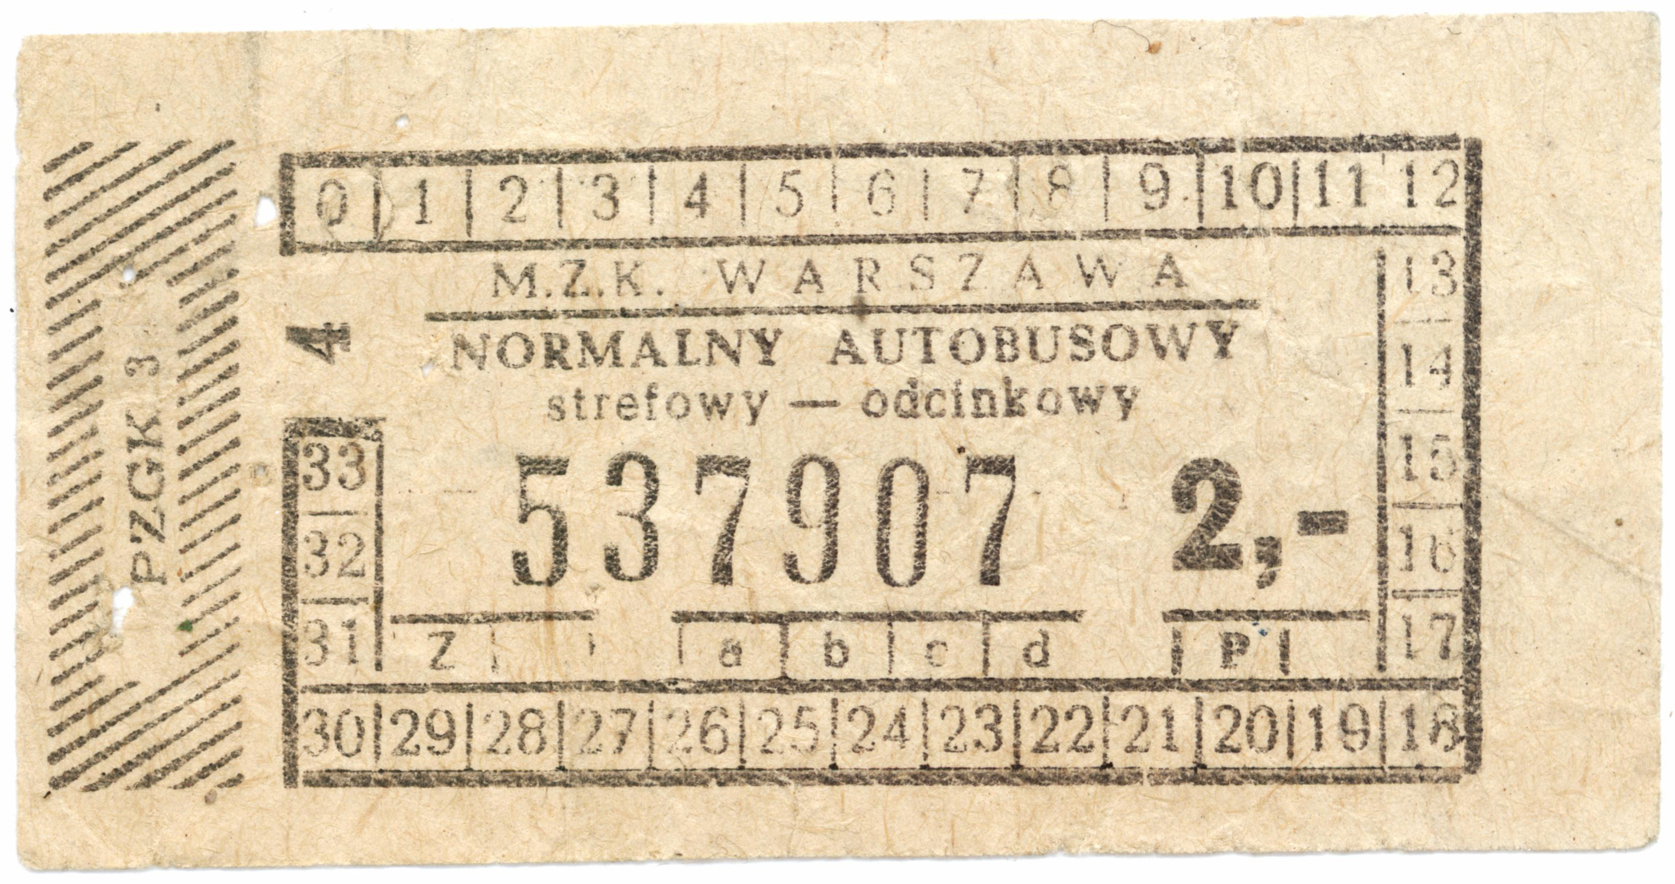 0 1 2 3 4 5 6 7 8 9 10 11 12
M.Z.K. WARSZAWA
13
NORMALNY AUTOBUSOWY
14
4
strefowy — odcinkowy
PZGK 3
33
537907 2,-
15
32
16
31
Z a b c d P
17
30 29 28 27 26 25 24 23 22 21 20 19 18